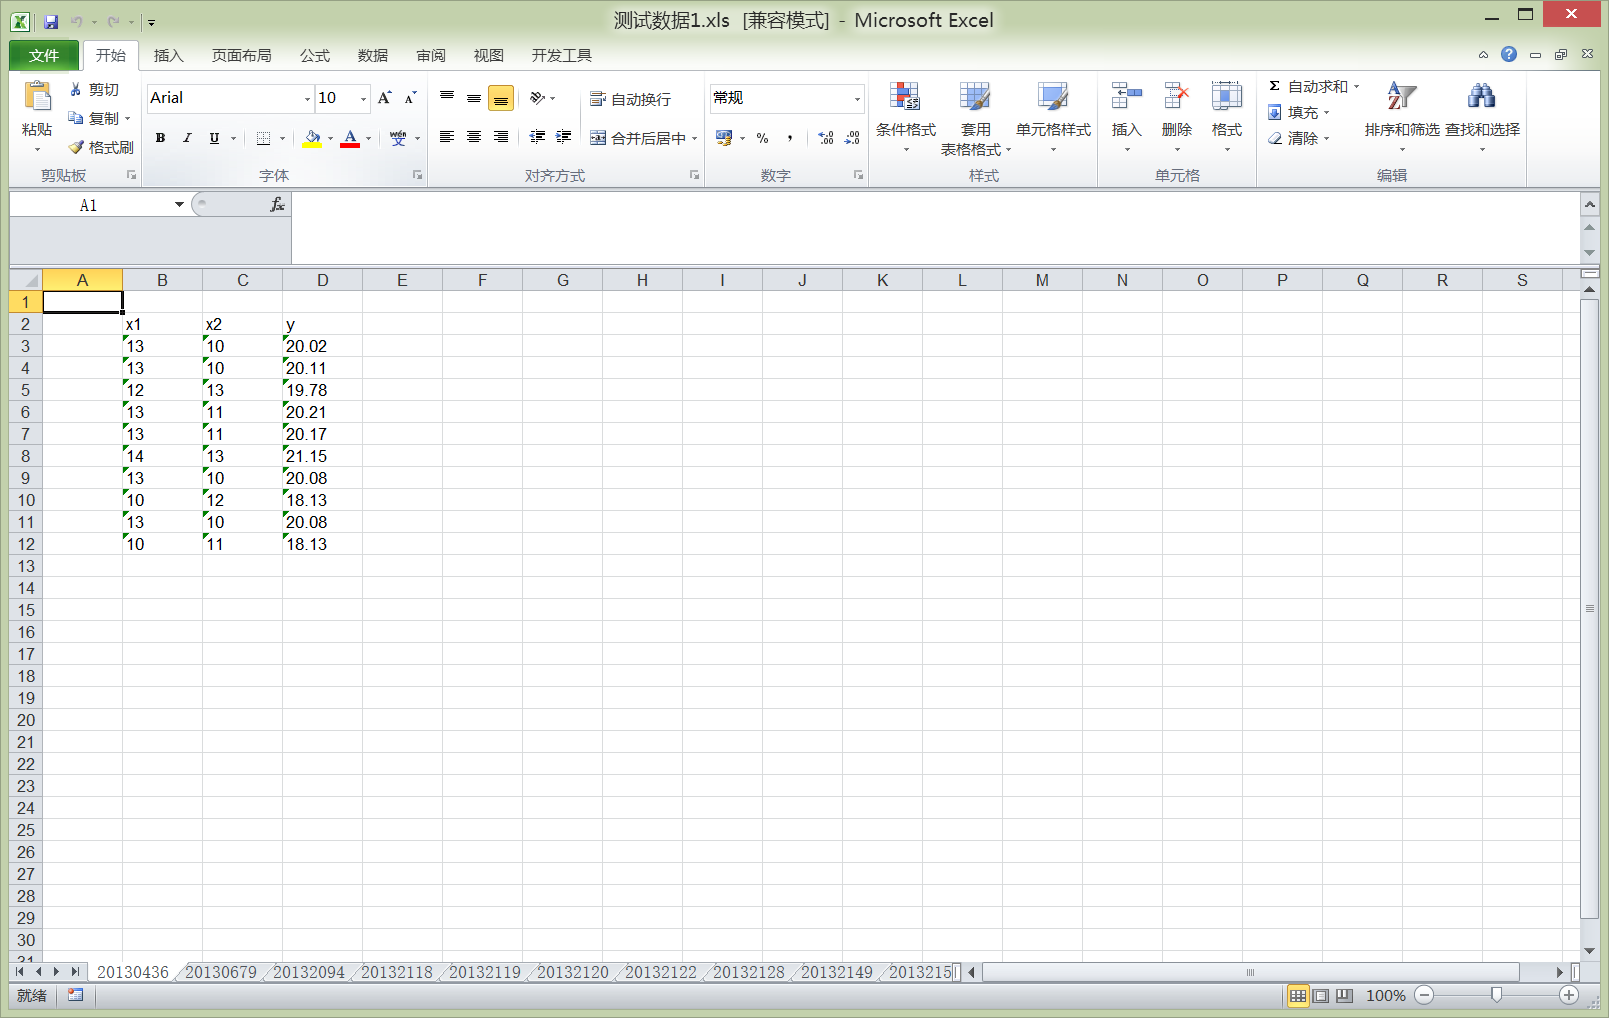 测试数据1.xls [兼容模式] - Microsoft Excel
文件 开始 插入 页面布局 公式 数据 审阅 视图 开发工具
粘贴 剪切 复制 格式刷 剪贴板
Arial 10
B I U A wén 字体
自动换行
合并后居中 对齐方式
常规
% , 数字
条件格式 套用表格格式 单元格样式 样式
插入 删除 格式 单元格
Σ 自动求和 填充 清除 排序和筛选 查找和选择 编辑
A1 fx
A B C D E F G H I J K L M N O P Q R S
1
2 x1 x2 y
3 13 10 20.02
4 13 10 20.11
5 12 13 19.78
6 13 11 20.21
7 13 11 20.17
8 14 13 21.15
9 13 10 20.08
10 10 12 18.13
11 13 10 20.08
12 10 11 18.13
13
14
15
16
17
18
19
20
21
22
23
24
25
26
27
28
29
30
31
20130436 20130679 20132094 20132118 20132119 20132120 20132122 20132128 20132149 2013215
就绪 100%